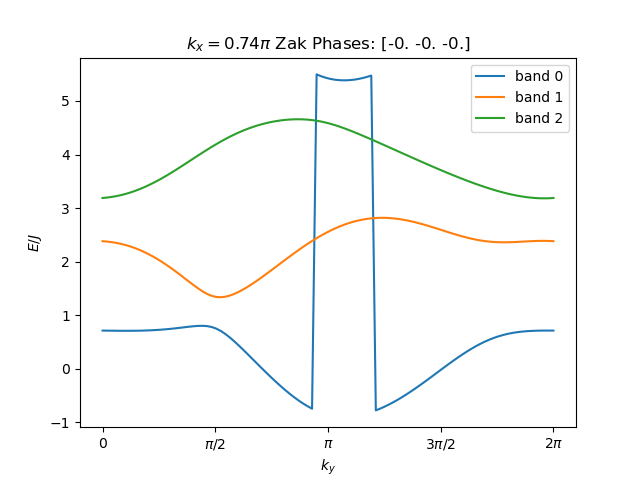 kₓ = 0.74π Zak Phases: [-0. -0. -0.]
band 0
band 1
band 2
E/J
5
4
3
2
1
0
−1
0 π/2 π 3π/2 2π
k_y